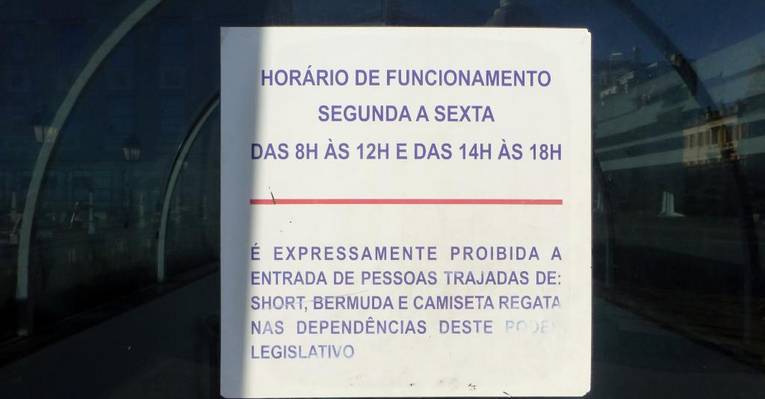 HORÁRIO DE FUNCIONAMENTO
SEGUNDA A SEXTA
DAS 8H ÀS 12H E DAS 14H ÀS 18H
É EXPRESSAMENTE PROIBIDA A
ENTRADA DE PESSOAS TRAJADAS DE:
SHORT, BERMUDA E CAMISETA REGATA
NAS DEPENDÊNCIAS DESTE PODER
LEGISLATIVO